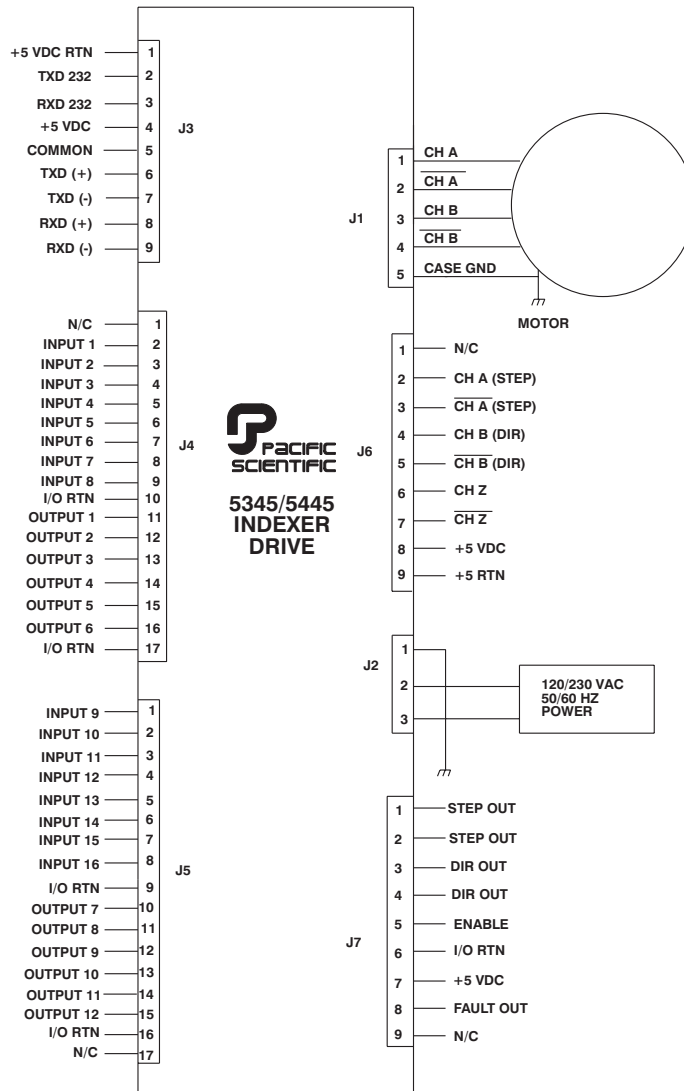 +5 VDC RTN 1
TXD 232 2
RXD 232 3
+5 VDC 4
COMMON 5
TXD (+) 6
TXD (-) 7
RXD (+) 8
RXD (-) 9
J3
N/C 1
INPUT 1 2
INPUT 2 3
INPUT 3 4
INPUT 4 5
INPUT 5 6
INPUT 6 7
INPUT 7 8
INPUT 8 9
I/O RTN 10
OUTPUT 1 11
OUTPUT 2 12
OUTPUT 3 13
OUTPUT 4 14
OUTPUT 5 15
OUTPUT 6 16
I/O RTN 17
J4
INPUT 9 1
INPUT 10 2
INPUT 11 3
INPUT 12 4
INPUT 13 5
INPUT 14 6
INPUT 15 7
INPUT 16 8
I/O RTN 9
OUTPUT 7 10
OUTPUT 8 11
OUTPUT 9 12
OUTPUT 10 13
OUTPUT 11 14
OUTPUT 12 15
I/O RTN 16
N/C 17
J5
PACIFIC
SCIENTIFIC
5345/5445
INDEXER
DRIVE
J1
1 CH A
2 C̅H̅ ̅A̅
3 CH B
4 C̅H̅ ̅B̅
5 CASE GND
MOTOR
J6
1 N/C
2 CH A (STEP)
3 C̅H̅ ̅A̅ (STEP)
4 CH B (DIR)
5 C̅H̅ ̅B̅ (DIR)
6 CH Z
7 C̅H̅ ̅Z̅
8 +5 VDC
9 +5 RTN
J2
1
2
3
120/230 VAC
50/60 HZ
POWER
J7
1 STEP OUT
2 STEP OUT
3 DIR OUT
4 DIR OUT
5 ENABLE
6 I/O RTN
7 +5 VDC
8 FAULT OUT
9 N/C